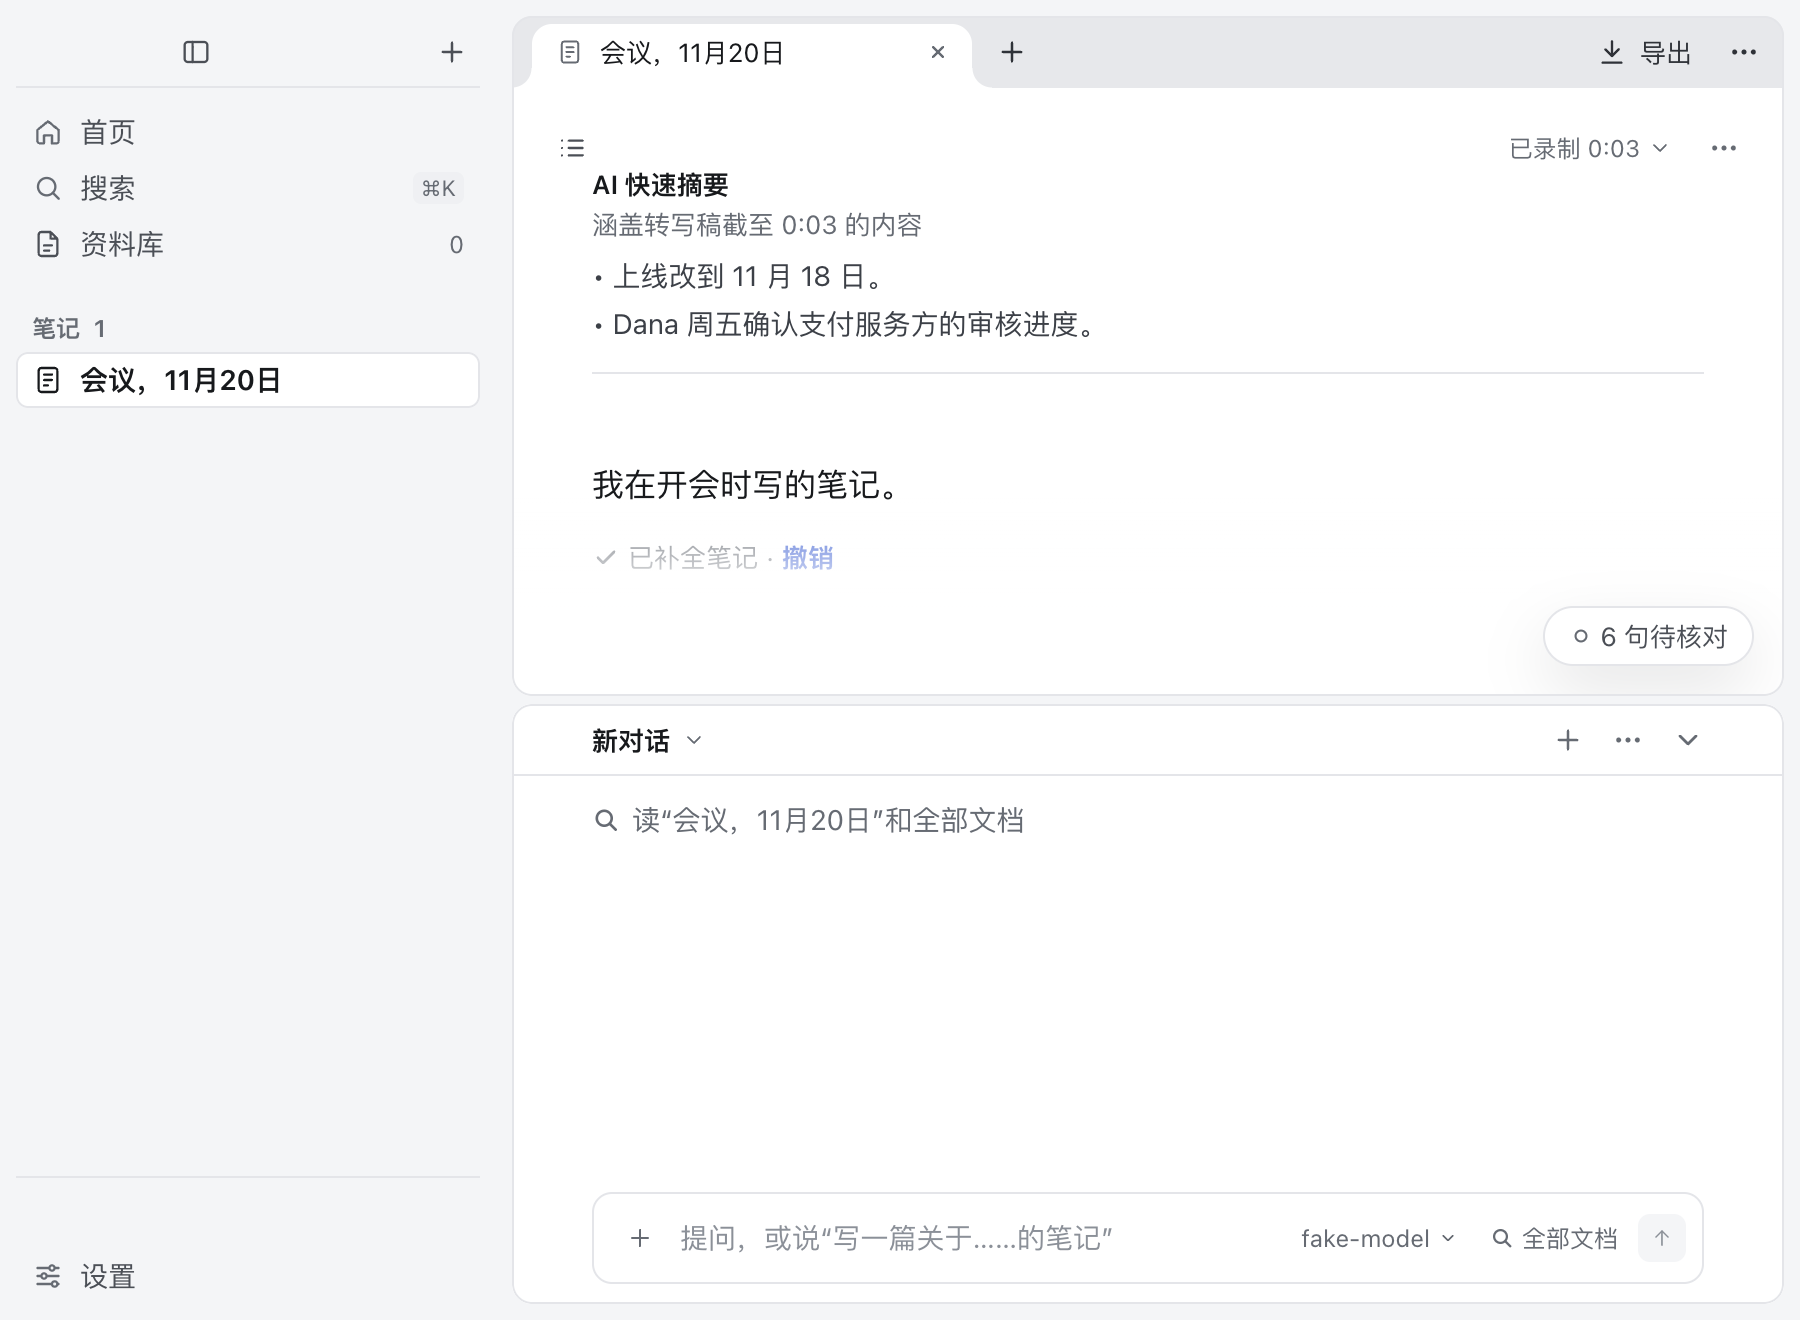 首页
搜索 ⌘K
资料库 0
笔记 1
会议，11月20日
设置
会议，11月20日
导出
已录制 0:03
AI 快速摘要
涵盖转写稿截至 0:03 的内容
• 上线改到 11 月 18 日。
• Dana 周五确认支付服务方的审核进度。
我在开会时写的笔记。
已补全笔记 · 撤销
6 句待核对
新对话
读“会议，11月20日”和全部文档
提问，或说“写一篇关于……的笔记”
fake-model
全部文档